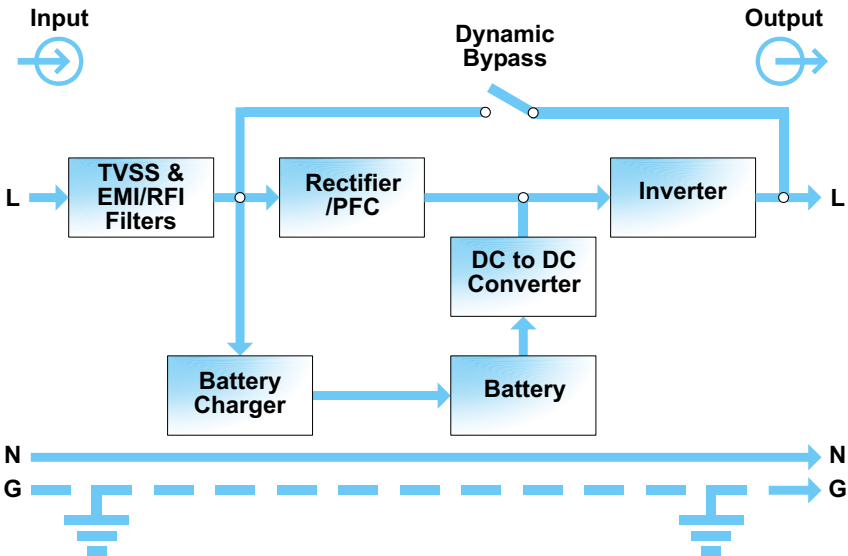 Input
Output
Dynamic
Bypass
L
TVSS &
EMI/RFI
Filters
Rectifier
/PFC
Inverter
L
DC to DC
Converter
Battery
Charger
Battery
N
N
G
G